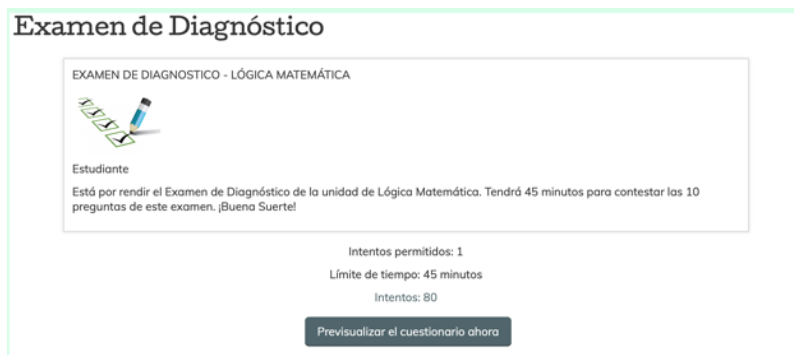 Examen de Diagnóstico
EXAMEN DE DIAGNOSTICO - LÓGICA MATEMÁTICA
Estudiante
Está por rendir el Examen de Diagnóstico de la unidad de Lógica Matemática. Tendrá 45 minutos para contestar las 10
preguntas de este examen. ¡Buena Suerte!
Intentos permitidos: 1
Límite de tiempo: 45 minutos
Intentos: 80
Previsualizar el cuestionario ahora